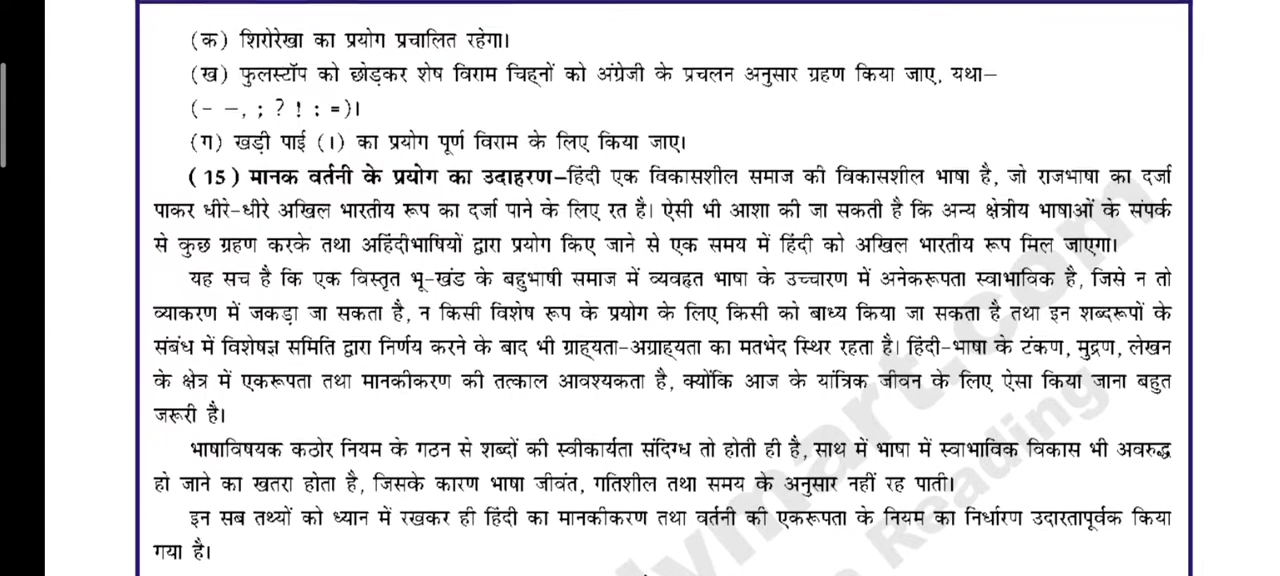 (क) शिरोरेखा का प्रयोग प्रचालित रहेगा।
(ख) फुलस्टॉप को छोड़कर शेष विराम चिह्नों को अंग्रेजी के प्रचलन अनुसार ग्रहण किया जाए, यथा–
(- –, ; ? ! : =)।
(ग) खड़ी पाई (।) का प्रयोग पूर्ण विराम के लिए किया जाए।
(15) मानक वर्तनी के प्रयोग का उदाहरण–हिंदी एक विकासशील समाज की विकासशील भाषा है, जो राजभाषा का दर्जा
पाकर धीरे-धीरे अखिल भारतीय रूप का दर्जा पाने के लिए रत है। ऐसी भी आशा की जा सकती है कि अन्य क्षेत्रीय भाषाओं के संपर्क
से कुछ ग्रहण करके तथा अहिंदीभाषियों द्वारा प्रयोग किए जाने से एक समय में हिंदी को अखिल भारतीय रूप मिल जाएगा।
यह सच है कि एक विस्तृत भू-खंड के बहुभाषी समाज में व्यवहृत भाषा के उच्चारण में अनेकरूपता स्वाभाविक है, जिसे न तो
व्याकरण में जकड़ा जा सकता है, न किसी विशेष रूप के प्रयोग के लिए किसी को बाध्य किया जा सकता है तथा इन शब्दरूपों के
संबंध में विशेषज्ञ समिति द्वारा निर्णय करने के बाद भी ग्राह्यता-अग्राह्यता का मतभेद स्थिर रहता है। हिंदी-भाषा के टंकण, मुद्रण, लेखन
के क्षेत्र में एकरूपता तथा मानकीकरण की तत्काल आवश्यकता है, क्योंकि आज के यांत्रिक जीवन के लिए ऐसा किया जाना बहुत
जरूरी है।
भाषाविषयक कठोर नियम के गठन से शब्दों की स्वीकार्यता संदिग्ध तो होती ही है, साथ में भाषा में स्वाभाविक विकास भी अवरुद्ध
हो जाने का खतरा होता है, जिसके कारण भाषा जीवंत, गतिशील तथा समय के अनुसार नहीं रह पाती।
इन सब तथ्यों को ध्यान में रखकर ही हिंदी का मानकीकरण तथा वर्तनी की एकरूपता के नियम का निर्धारण उदारतापूर्वक किया
गया है।